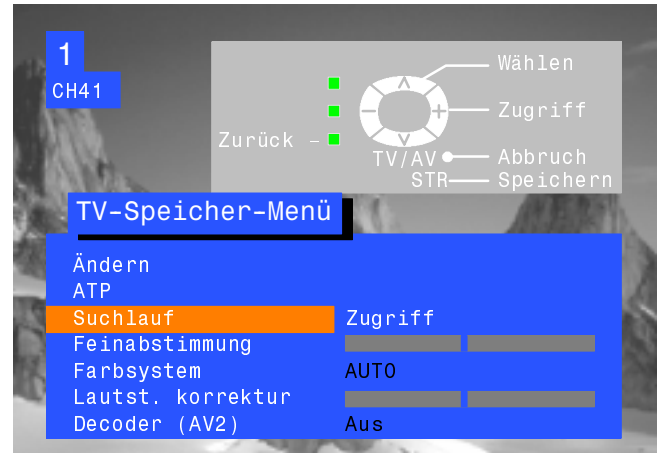 1
CH41
Wählen
Zugriff
Zurück –
TV/AV Abbruch
STR Speichern
TV-Speicher-Menü
Ändern
ATP
Suchlauf Zugriff
Feinabstimmung
Farbsystem AUTO
Lautst. korrektur
Decoder (AV2) Aus